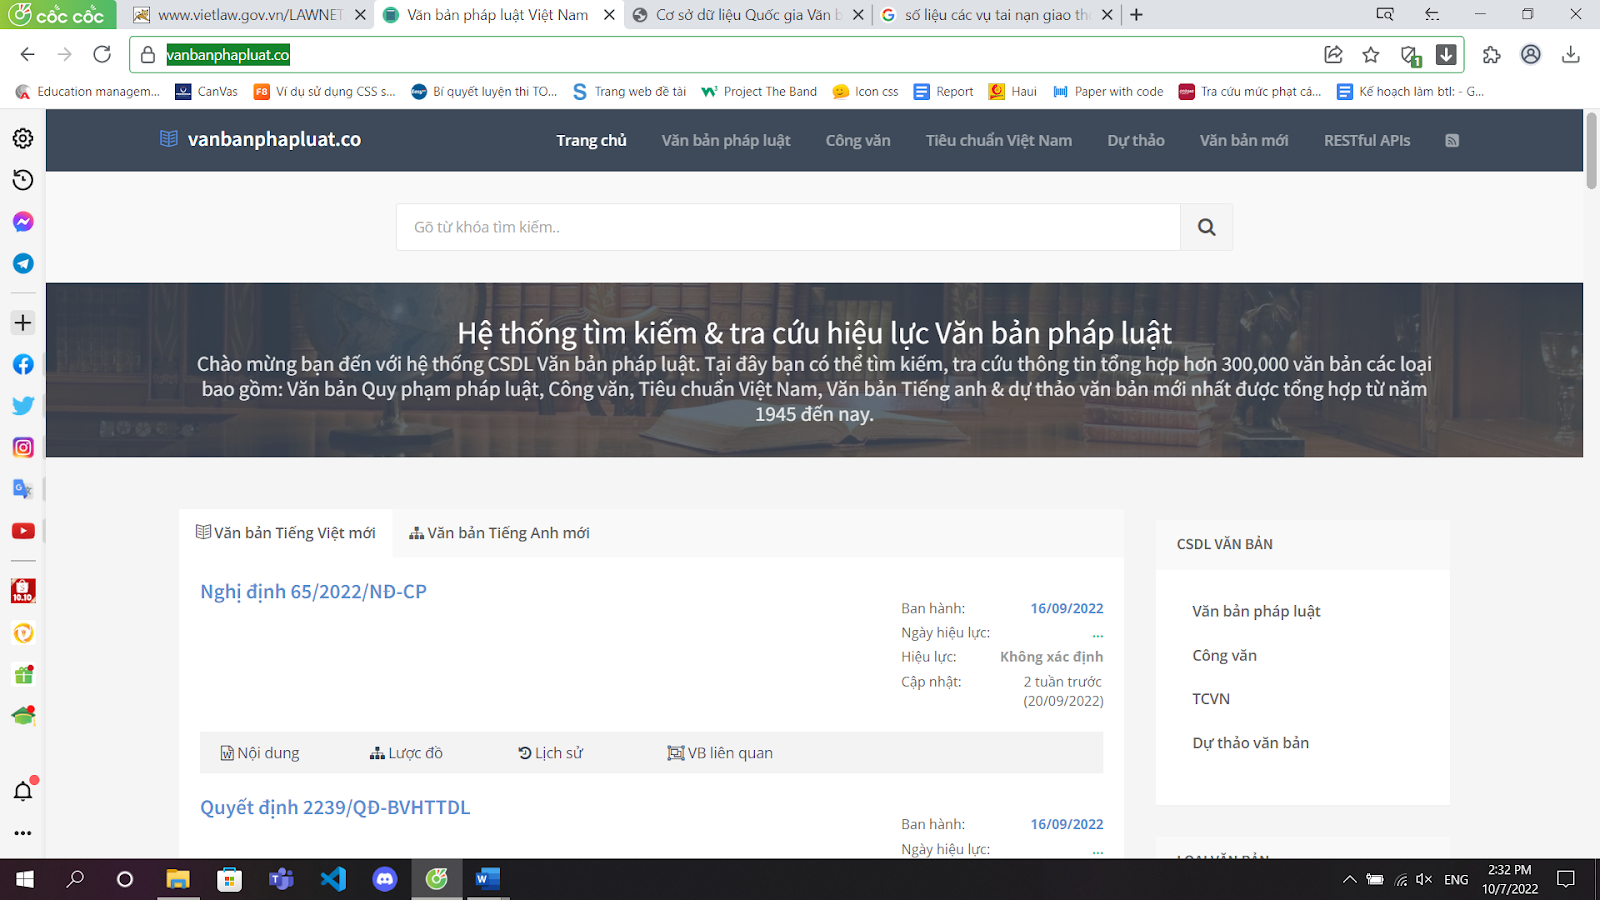 cốc cốc
www.vietlaw.gov.vn/LAWNET
Văn bản pháp luật Việt Nam
Cơ sở dữ liệu Quốc gia Văn b
số liệu các vụ tai nạn giao th
vanbanphapluat.co
1
Education managem...
CanVas
F8
Ví dụ sử dụng CSS s...
Bí quyết luyện thi TO...
Trang web đề tài
Project The Band
Icon css
Report
Haui
Paper with code
Tra cứu mức phạt cá...
Kế hoạch làm btl: - G...
vanbanphapluat.co
Trang chủ
Văn bản pháp luật
Công văn
Tiêu chuẩn Việt Nam
Dự thảo
Văn bản mới
RESTful APIs
Gõ từ khóa tìm kiếm..
Hệ thống tìm kiếm & tra cứu hiệu lực Văn bản pháp luật
Chào mừng bạn đến với hệ thống CSDL Văn bản pháp luật. Tại đây bạn có thể tìm kiếm, tra cứu thông tin tổng hợp hơn 300,000 văn bản các loại
bao gồm: Văn bản Quy phạm pháp luật, Công văn, Tiêu chuẩn Việt Nam, Văn bản Tiếng anh & dự thảo văn bản mới nhất được tổng hợp từ năm
1945 đến nay.
Văn bản Tiếng Việt mới
Văn bản Tiếng Anh mới
Nghị định 65/2022/NĐ-CP
Ban hành: 16/09/2022
Ngày hiệu lực: ...
Hiệu lực: Không xác định
Cập nhật: 2 tuần trước
(20/09/2022)
Nội dung
Lược đồ
Lịch sử
VB liên quan
Quyết định 2239/QĐ-BVHTTDL
Ban hành: 16/09/2022
Ngày hiệu lực: ...
CSDL VĂN BẢN
Văn bản pháp luật
Công văn
TCVN
Dự thảo văn bản
LOẠI VĂN BẢN
10.10
ENG
2:32 PM
10/7/2022